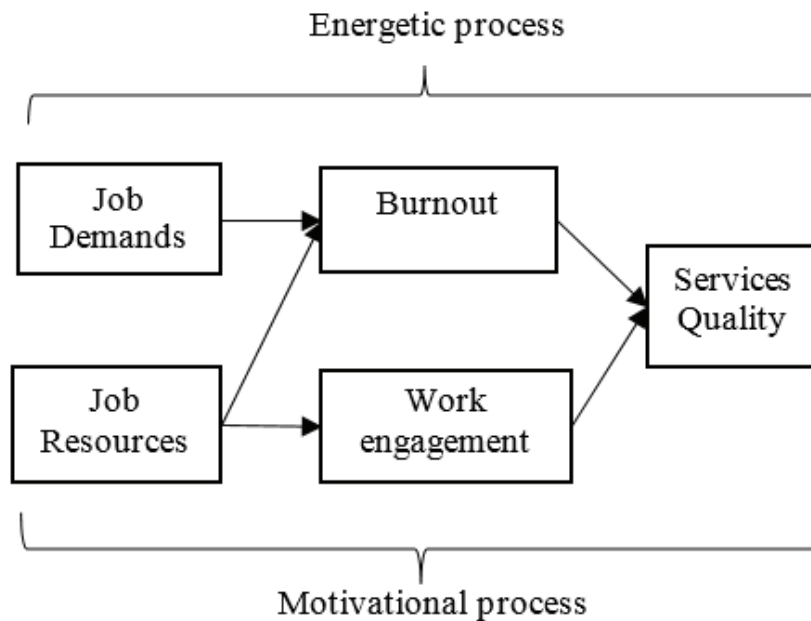 Energetic process
Job
Demands
Burnout
Services
Quality
Job
Resources
Work
engagement
Motivational process